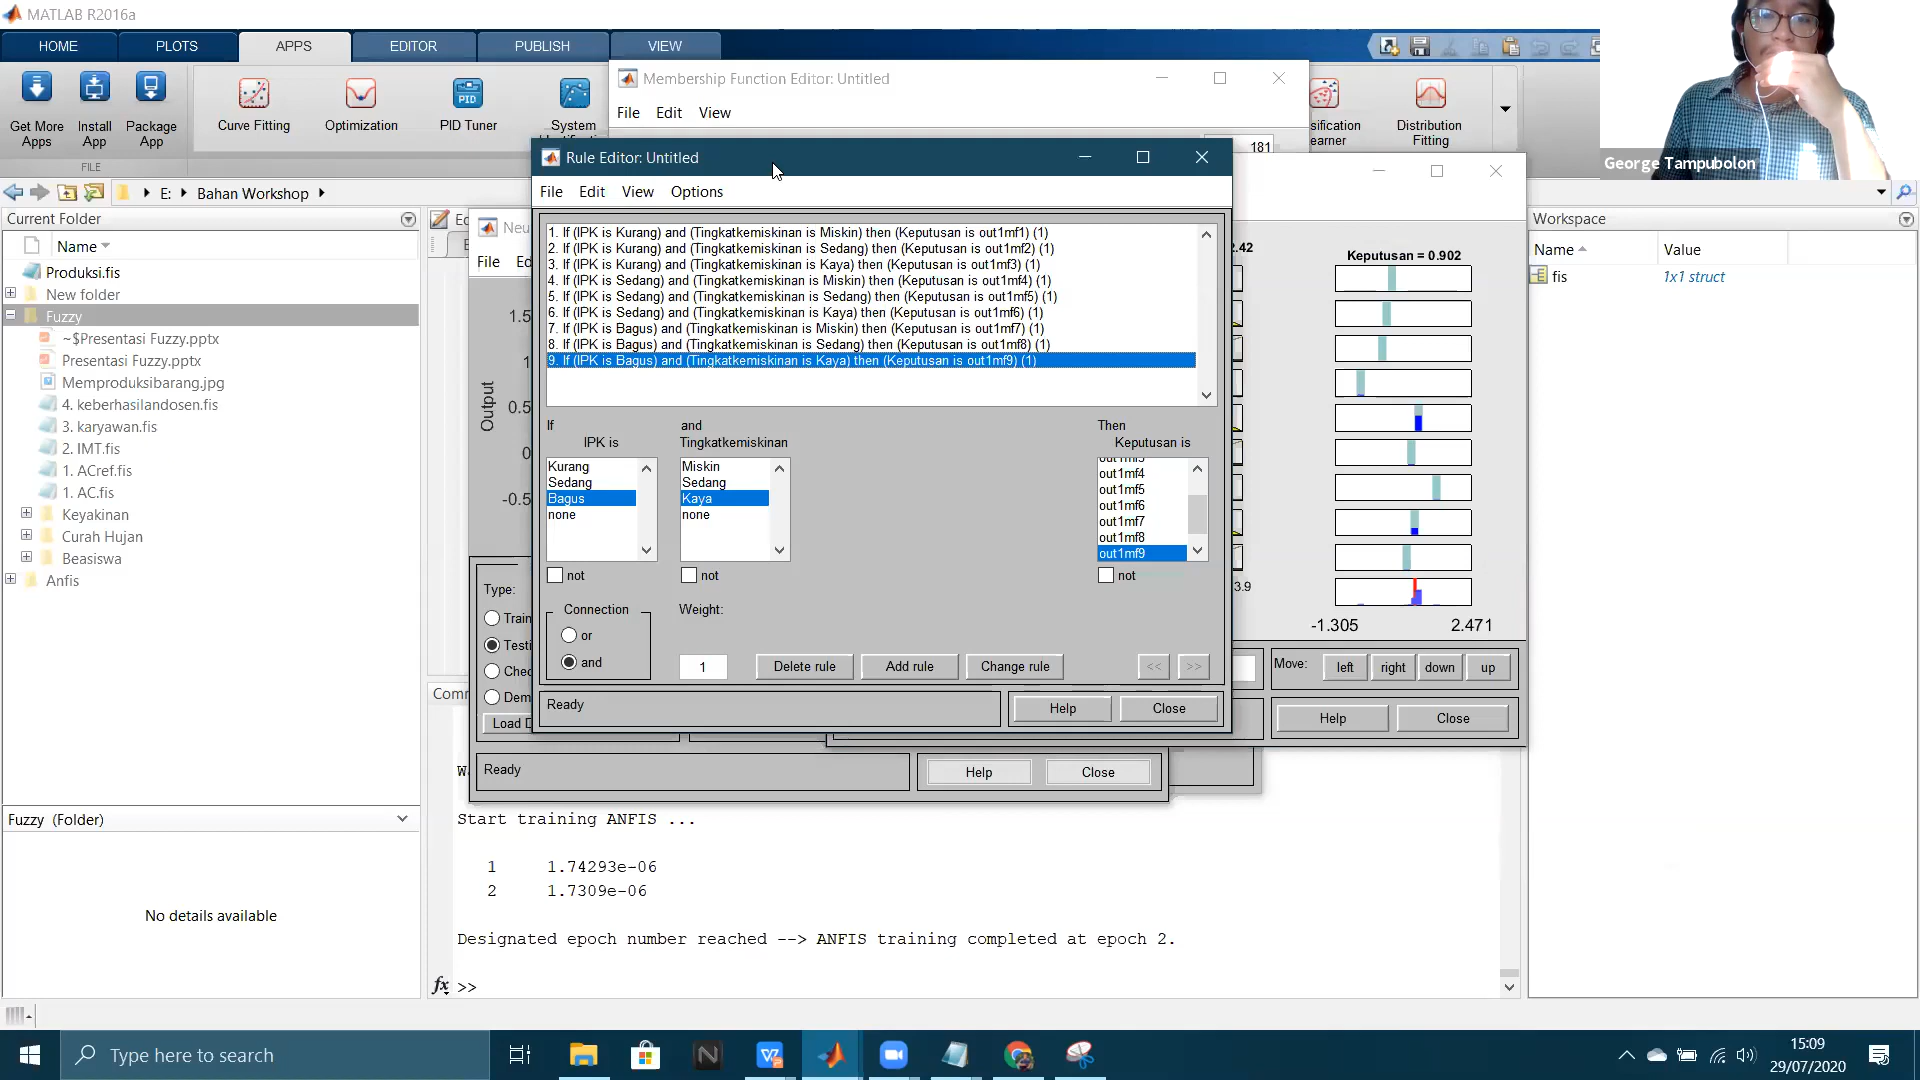 MATLAB R2016a
HOME
PLOTS
APPS
EDITOR
PUBLISH
VIEW
Get More Apps
Install App
Package App
FILE
Curve Fitting
Optimization
PID Tuner
System
Distribution Fitting
George Tampubolon
Membership Function Editor: Untitled
File
Edit
View
181
E:
Bahan Workshop
Current Folder
Name
Produksi.fis
New folder
Fuzzy
~$Presentasi Fuzzy.pptx
Presentasi Fuzzy.pptx
Memproduksibarang.jpg
4. keberhasilandosen.fis
3. karyawan.fis
2. IMT.fis
1. ACref.fis
1. AC.fis
Keyakinan
Curah Hujan
Beasiswa
Anfis
Fuzzy (Folder)
No details available
Rule Editor: Untitled
File
Edit
View
Options
1. If (IPK is Kurang) and (Tingkatkemiskinan is Miskin) then (Keputusan is out1mf1) (1)
2. If (IPK is Kurang) and (Tingkatkemiskinan is Sedang) then (Keputusan is out1mf2) (1)
3. If (IPK is Kurang) and (Tingkatkemiskinan is Kaya) then (Keputusan is out1mf3) (1)
4. If (IPK is Sedang) and (Tingkatkemiskinan is Miskin) then (Keputusan is out1mf4) (1)
5. If (IPK is Sedang) and (Tingkatkemiskinan is Sedang) then (Keputusan is out1mf5) (1)
6. If (IPK is Sedang) and (Tingkatkemiskinan is Kaya) then (Keputusan is out1mf6) (1)
7. If (IPK is Bagus) and (Tingkatkemiskinan is Miskin) then (Keputusan is out1mf7) (1)
8. If (IPK is Bagus) and (Tingkatkemiskinan is Sedang) then (Keputusan is out1mf8) (1)
9. If (IPK is Bagus) and (Tingkatkemiskinan is Kaya) then (Keputusan is out1mf9) (1)
If
IPK is
Kurang
Sedang
Bagus
none
not
and
Tingkatkemiskinan
Miskin
Sedang
Kaya
none
not
Then
Keputusan is
out1mf4
out1mf5
out1mf6
out1mf7
out1mf8
out1mf9
not
Connection
or
and
Weight:
1
Delete rule
Add rule
Change rule
<<
>>
Ready
Help
Close
File
1.5
1
0.5
0
-0.5
Output
Type:
Ready
Help
Close
Keputusan = 0.902
-1.305
2.471
Move:
left
right
down
up
Help
Close
Start training ANFIS ...
1 1.74293e-06
2 1.7309e-06
Designated epoch number reached --> ANFIS training completed at epoch 2.
fx >>
Workspace
Name
Value
fis
1x1 struct
Type here to search
15:09
29/07/2020